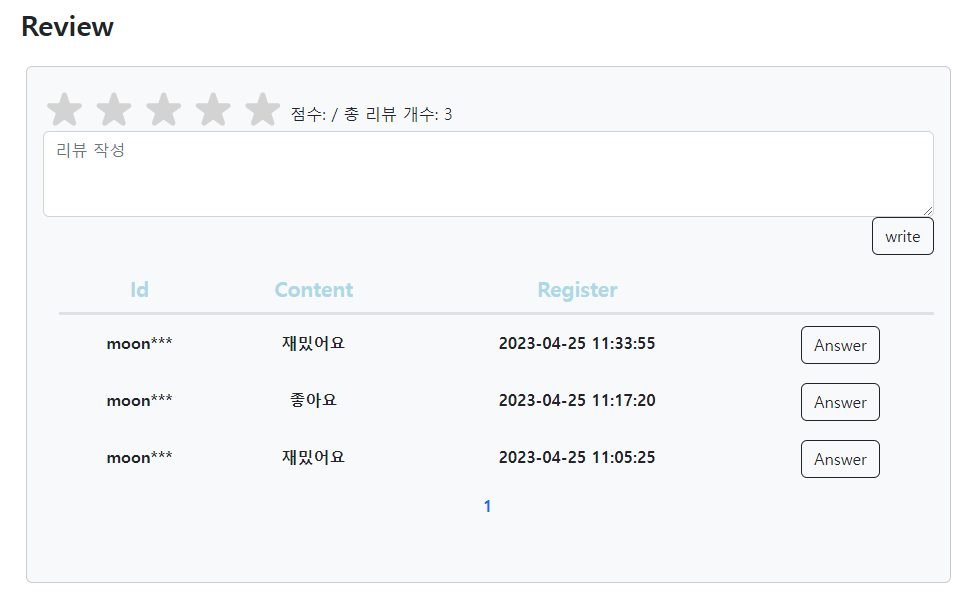 Review
점수: / 총 리뷰 개수: 3
리뷰 작성
write
Id Content Register
moon*** 재밌어요 2023-04-25 11:33:55 Answer
moon*** 좋아요 2023-04-25 11:17:20 Answer
moon*** 재밌어요 2023-04-25 11:05:25 Answer
1